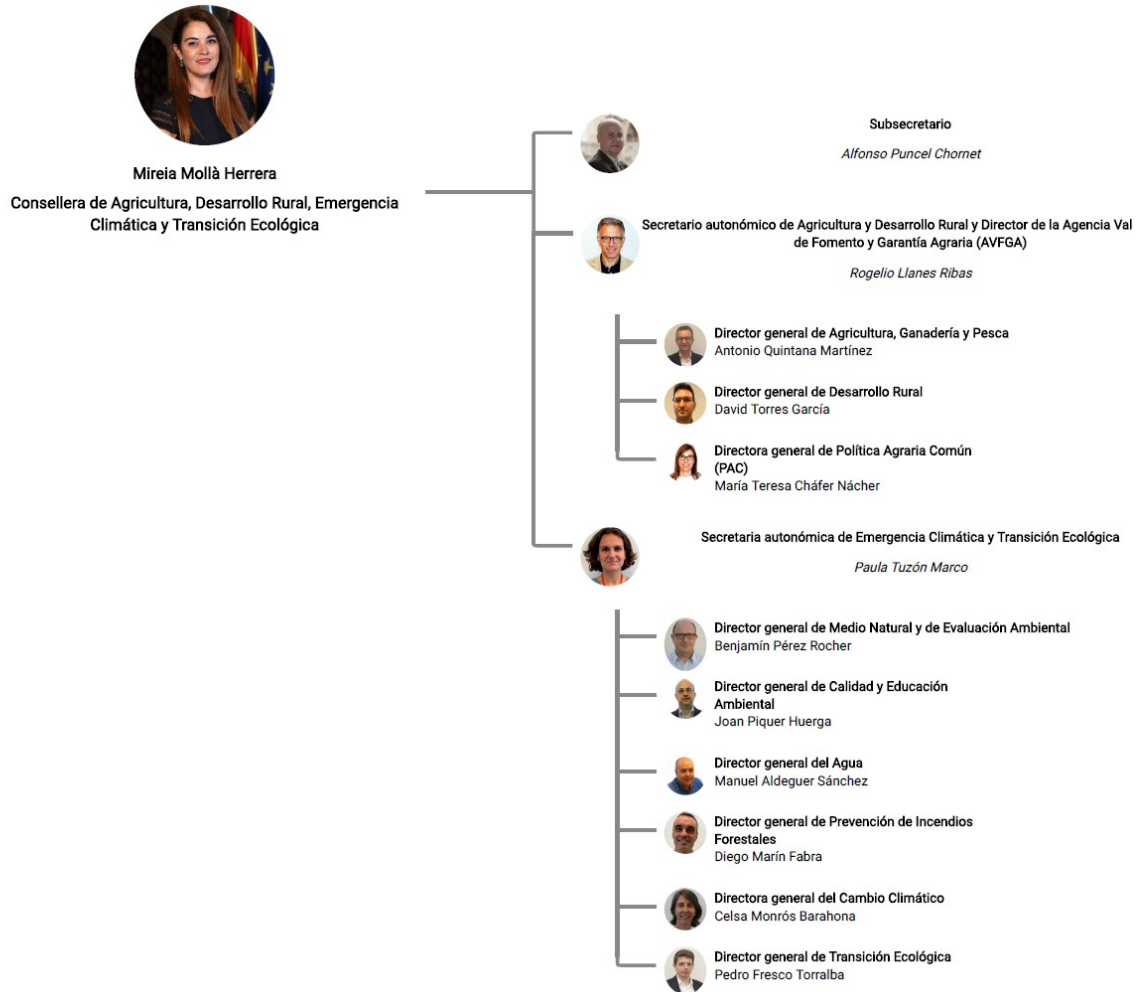 Mireia Mollà Herrera
Consellera de Agricultura, Desarrollo Rural, Emergencia
Climática y Transición Ecológica
Subsecretario
Alfonso Puncel Chornet
Secretario autonómico de Agricultura y Desarrollo Rural y Director de la Agencia Val
de Fomento y Garantía Agraria (AVFGA)
Rogelio Llanes Ribas
Director general de Agricultura, Ganadería y Pesca
Antonio Quintana Martínez
Director general de Desarrollo Rural
David Torres García
Directora general de Política Agraria Común
(PAC)
María Teresa Cháfer Nácher
Secretaria autonómica de Emergencia Climática y Transición Ecológica
Paula Tuzón Marco
Director general de Medio Natural y de Evaluación Ambiental
Benjamín Pérez Rocher
Director general de Calidad y Educación
Ambiental
Joan Piquer Huerga
Director general del Agua
Manuel Aldeguer Sánchez
Director general de Prevención de Incendios
Forestales
Diego Marín Fabra
Directora general del Cambio Climático
Celsa Monrós Barahona
Director general de Transición Ecológica
Pedro Fresco Torralba